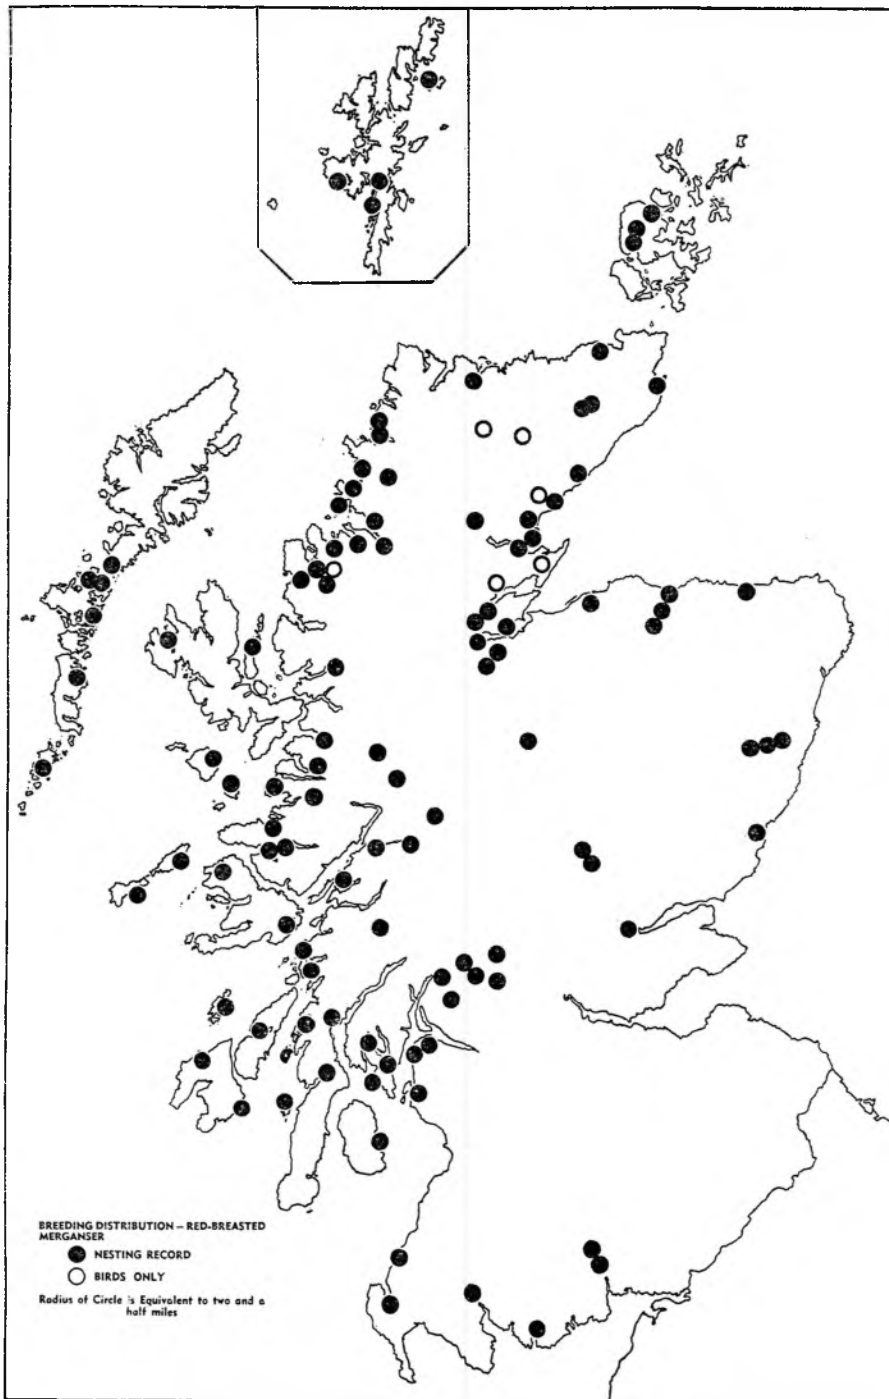 BREEDING DISTRIBUTION – RED-BREASTED
MERGANSER
NESTING RECORD
BIRDS ONLY
Radius of Circle is Equivalent to two and a
half miles